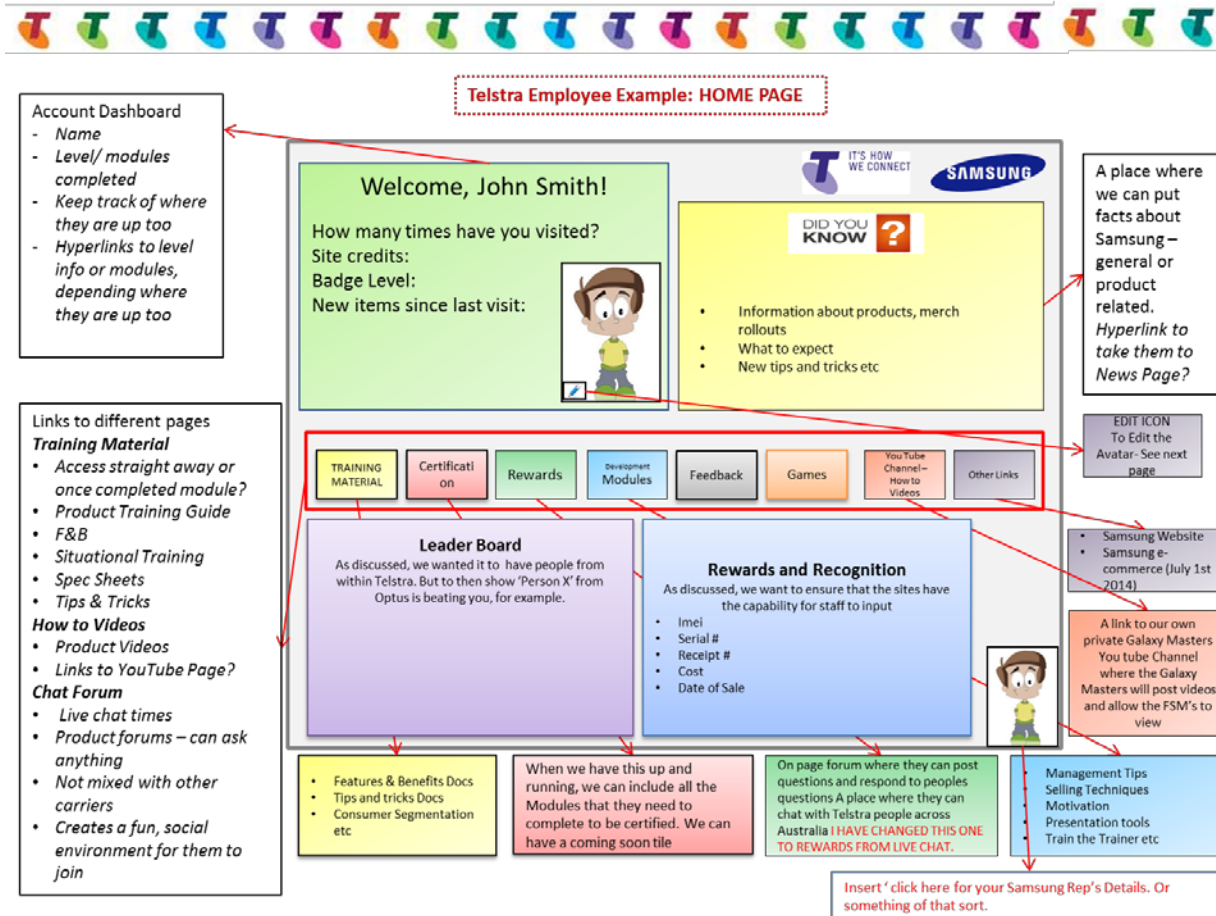 Telstra Employee Example: HOME PAGE
Account Dashboard
- Name
- Level/ modules
completed
- Keep track of where
they are up too
- Hyperlinks to level
info or modules,
depending where
they are up too
Welcome, John Smith!
How many times have you visited?
Site credits:
Badge Level:
New items since last visit:
T IT'S HOW
WE CONNECT
SAMSUNG
DID YOU
KNOW ?
• Information about products, merch
rollouts
• What to expect
• New tips and tricks etc
A place where
we can put
facts about
Samsung –
general or
product
related.
Hyperlink to
take them to
News Page?
EDIT ICON
To Edit the
Avatar- See next
page
Links to different pages
Training Material
• Access straight away or
once completed module?
• Product Training Guide
• F&B
• Situational Training
• Spec Sheets
• Tips & Tricks
How to Videos
• Product Videos
• Links to YouTube Page?
Chat Forum
• Live chat times
• Product forums – can ask
anything
• Not mixed with other
carriers
• Creates a fun, social
environment for them to
join
TRAINING
MATERIAL
Certificati
on
Rewards
Development
Modules
Feedback
Games
You Tube
Channel –
How to
Videos
Other Links
Leader Board
As discussed, we wanted it to have people from
within Telstra. But to then show 'Person X' from
Optus is beating you, for example.
Rewards and Recognition
As discussed, we want to ensure that the sites have
the capability for staff to input
• Imei
• Serial #
• Receipt #
• Cost
• Date of Sale
• Samsung Website
• Samsung e-
commerce (July 1st
2014)
A link to our own
private Galaxy Masters
You tube Channel
where the Galaxy
Masters will post videos
and allow the FSM's to
view
• Features & Benefits Docs
• Tips and tricks Docs
• Consumer Segmentation
etc
When we have this up and
running, we can include all the
Modules that they need to
complete to be certified. We can
have a coming soon tile
On page forum where they can post
questions and respond to peoples
questions A place where they can
chat with Telstra people across
Australia I HAVE CHANGED THIS ONE
TO REWARDS FROM LIVE CHAT.
• Management Tips
• Selling Techniques
• Motivation
• Presentation tools
• Train the Trainer etc
Insert ' click here for your Samsung Rep's Details. Or
something of that sort.